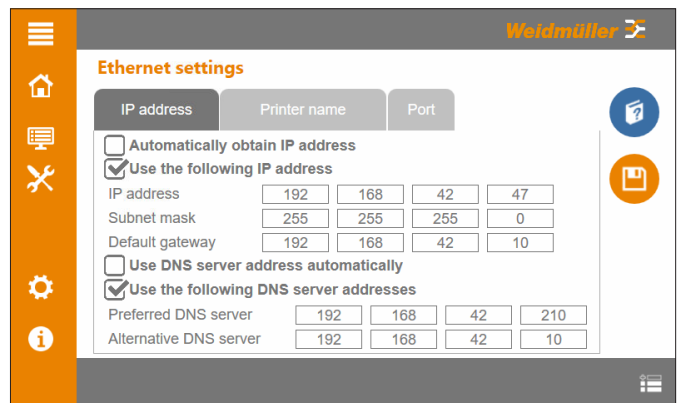 Weidmüller
Ethernet settings
IP address Printer name Port
Automatically obtain IP address
Use the following IP address
IP address 192 168 42 47
Subnet mask 255 255 255 0
Default gateway 192 168 42 10
Use DNS server address automatically
Use the following DNS server addresses
Preferred DNS server 192 168 42 210
Alternative DNS server 192 168 42 10